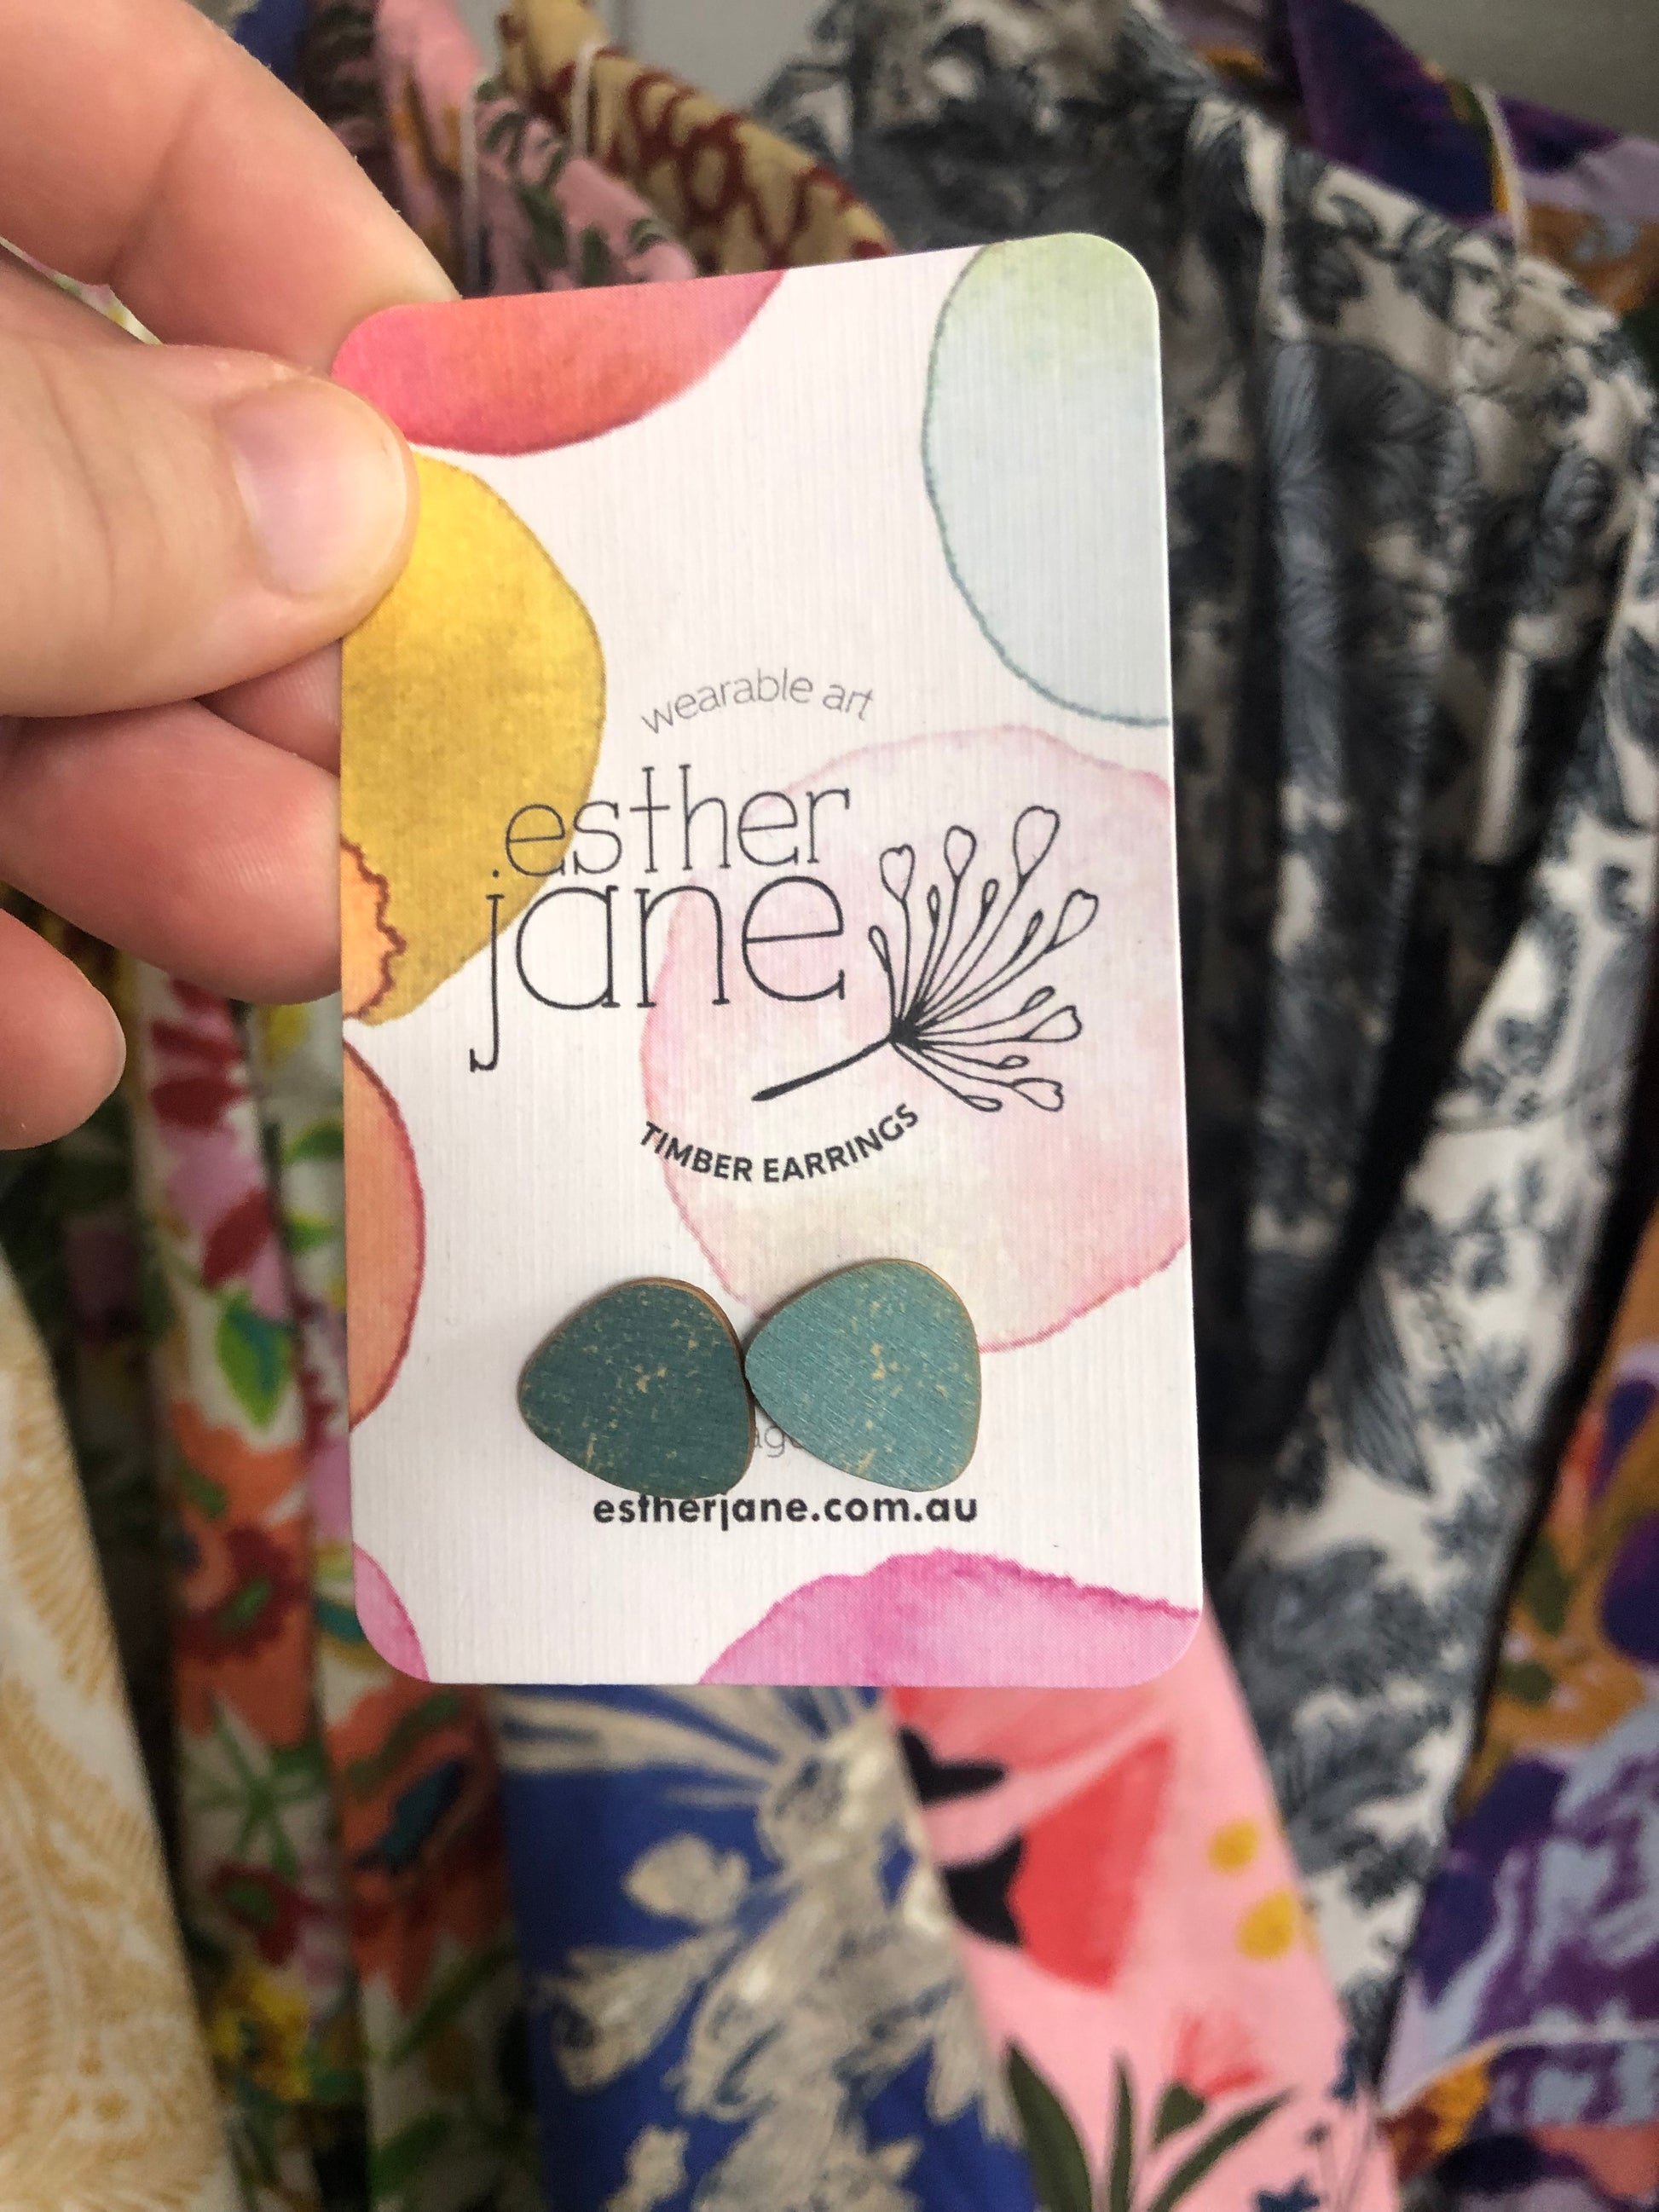 wearable art
esther
jane
TIMBER EARRINGS
estherjane.com.au